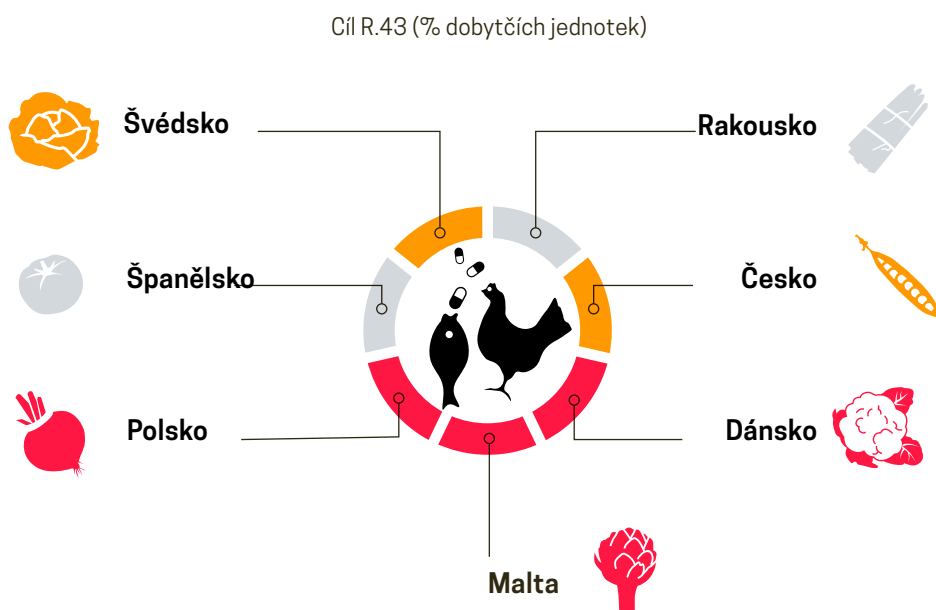 Cíl R.43 (% dobytčích jednotek)
Švédsko
Rakousko
Španělsko
Česko
Polsko
Dánsko
Malta